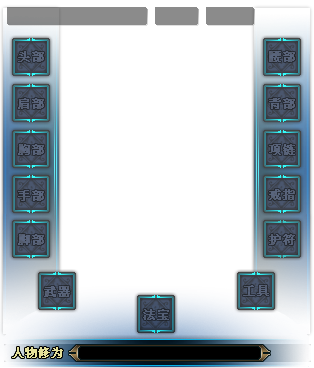 头部 腰部
肩部 背部
胸部 项链
手部 戒指
脚部 护符
武器 法宝 工具
人物修为